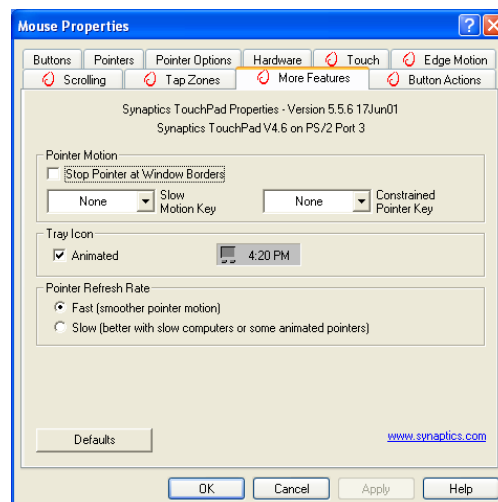 Mouse Properties
Buttons Pointers Pointer Options Hardware Touch Edge Motion
Scrolling Tap Zones More Features Button Actions
Synaptics TouchPad Properties - Version 5.5.6 17Jun01
Synaptics TouchPad V4.6 on PS/2 Port 3
Pointer Motion
Stop Pointer at Window Borders
None Slow Motion Key None Constrained Pointer Key
Tray Icon
Animated 4:20 PM
Pointer Refresh Rate
Fast (smoother pointer motion)
Slow (better with slow computers or some animated pointers)
Defaults www.synaptics.com
OK Cancel Apply Help